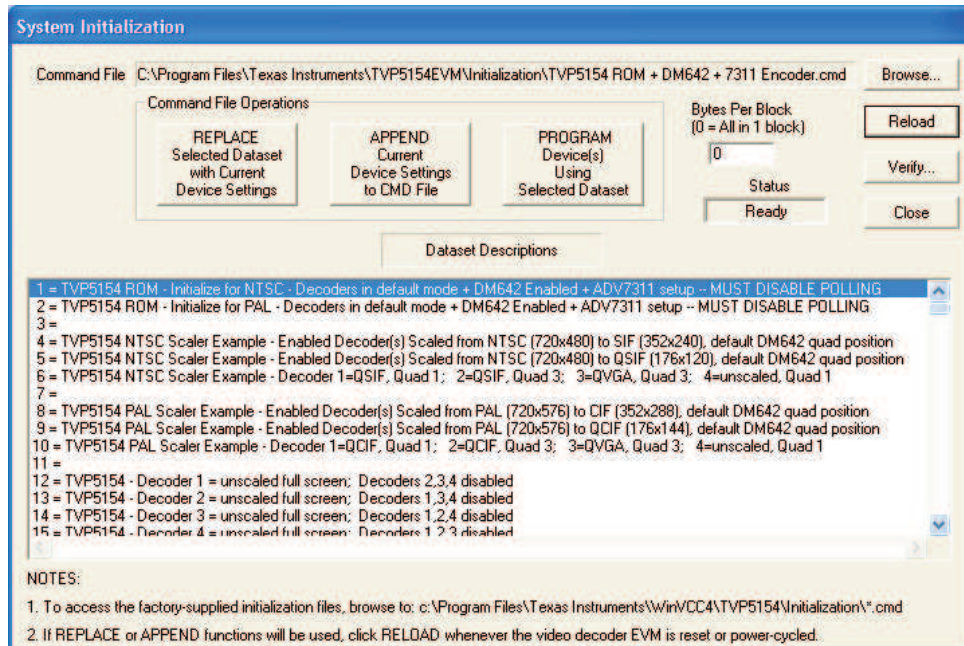 System Initialization
Command File C:\Program Files\Texas Instruments\TVP5154EVM\Initialization\TVP5154 ROM + DM642 + 7311 Encoder.cmd Browse...
Command File Operations
REPLACE
Selected Dataset
with Current
Device Settings
APPEND
Current
Device Settings
to CMD File
PROGRAM
Device(s)
Using
Selected Dataset
Bytes Per Block
(0 = All in 1 block)
0
Status
Ready
Reload
Verify...
Close
Dataset Descriptions
1 = TVP5154 ROM - Initialize for NTSC - Decoders in default mode + DM642 Enabled + ADV7311 setup -- MUST DISABLE POLLING
2 = TVP5154 ROM - Initialize for PAL - Decoders in default mode + DM642 Enabled + ADV7311 setup -- MUST DISABLE POLLING
3 =
4 = TVP5154 NTSC Scaler Example - Enabled Decoder(s) Scaled from NTSC (720x480) to SIF (352x240), default DM642 quad position
5 = TVP5154 NTSC Scaler Example - Enabled Decoder(s) Scaled from NTSC (720x480) to QSIF (176x120), default DM642 quad position
6 = TVP5154 NTSC Scaler Example - Decoder 1=QSIF, Quad 1; 2=QSIF, Quad 3; 3=QVGA, Quad 3; 4=unscaled, Quad 1
7 =
8 = TVP5154 PAL Scaler Example - Enabled Decoder(s) Scaled from PAL (720x576) to CIF (352x288), default DM642 quad position
9 = TVP5154 PAL Scaler Example - Enabled Decoder(s) Scaled from PAL (720x576) to QCIF (176x144), default DM642 quad position
10 = TVP5154 PAL Scaler Example - Decoder 1=QCIF, Quad 1; 2=QCIF, Quad 3; 3=QVGA, Quad 3; 4=unscaled, Quad 1
11 =
12 = TVP5154 - Decoder 1 = unscaled full screen; Decoders 2,3,4 disabled
13 = TVP5154 - Decoder 2 = unscaled full screen; Decoders 1,3,4 disabled
14 = TVP5154 - Decoder 3 = unscaled full screen; Decoders 1,2,4 disabled
15 = TVP5154 - Decoder 4 = unscaled full screen; Decoders 1,2,3 disabled
NOTES:
1. To access the factory-supplied initialization files, browse to: c:\Program Files\Texas Instruments\WinVCC4\TVP5154\Initialization\*.cmd
2. If REPLACE or APPEND functions will be used, click RELOAD whenever the video decoder EVM is reset or power-cycled.